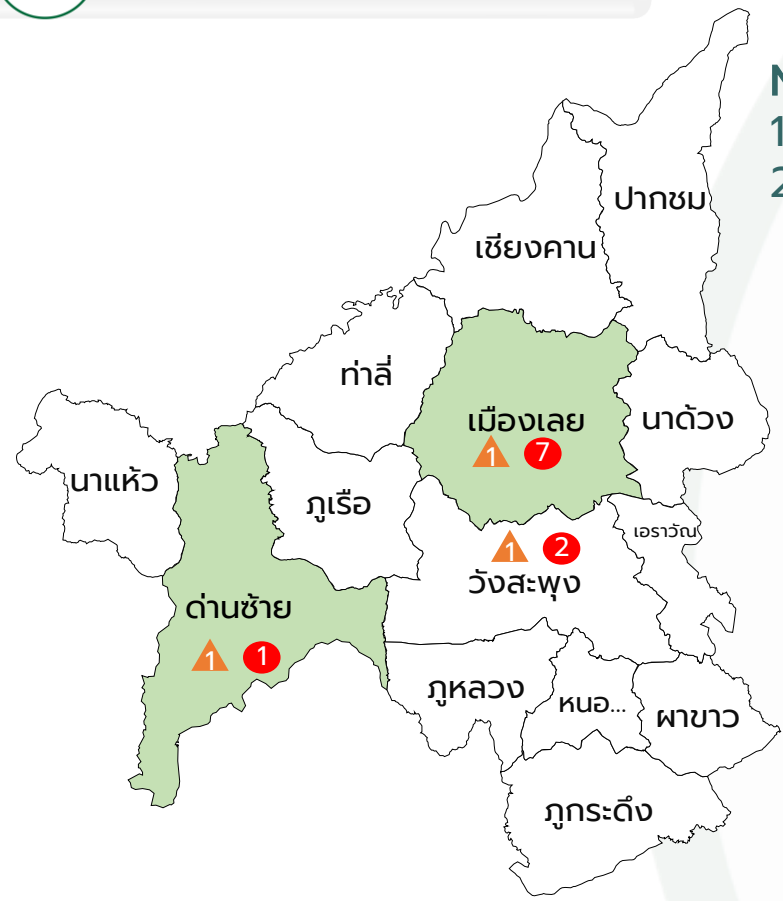 N
1
2
ปากชม
เชียงคาน
ท่าลี่
เมืองเลย
นาด้วง
1 7
นาแห้ว
ภูเรือ
เอราวัณ
1 2
วังสะพุง
ด่านซ้าย
1 1
ภูหลวง
หนอ...
ผาขาว
ภูกระดึง